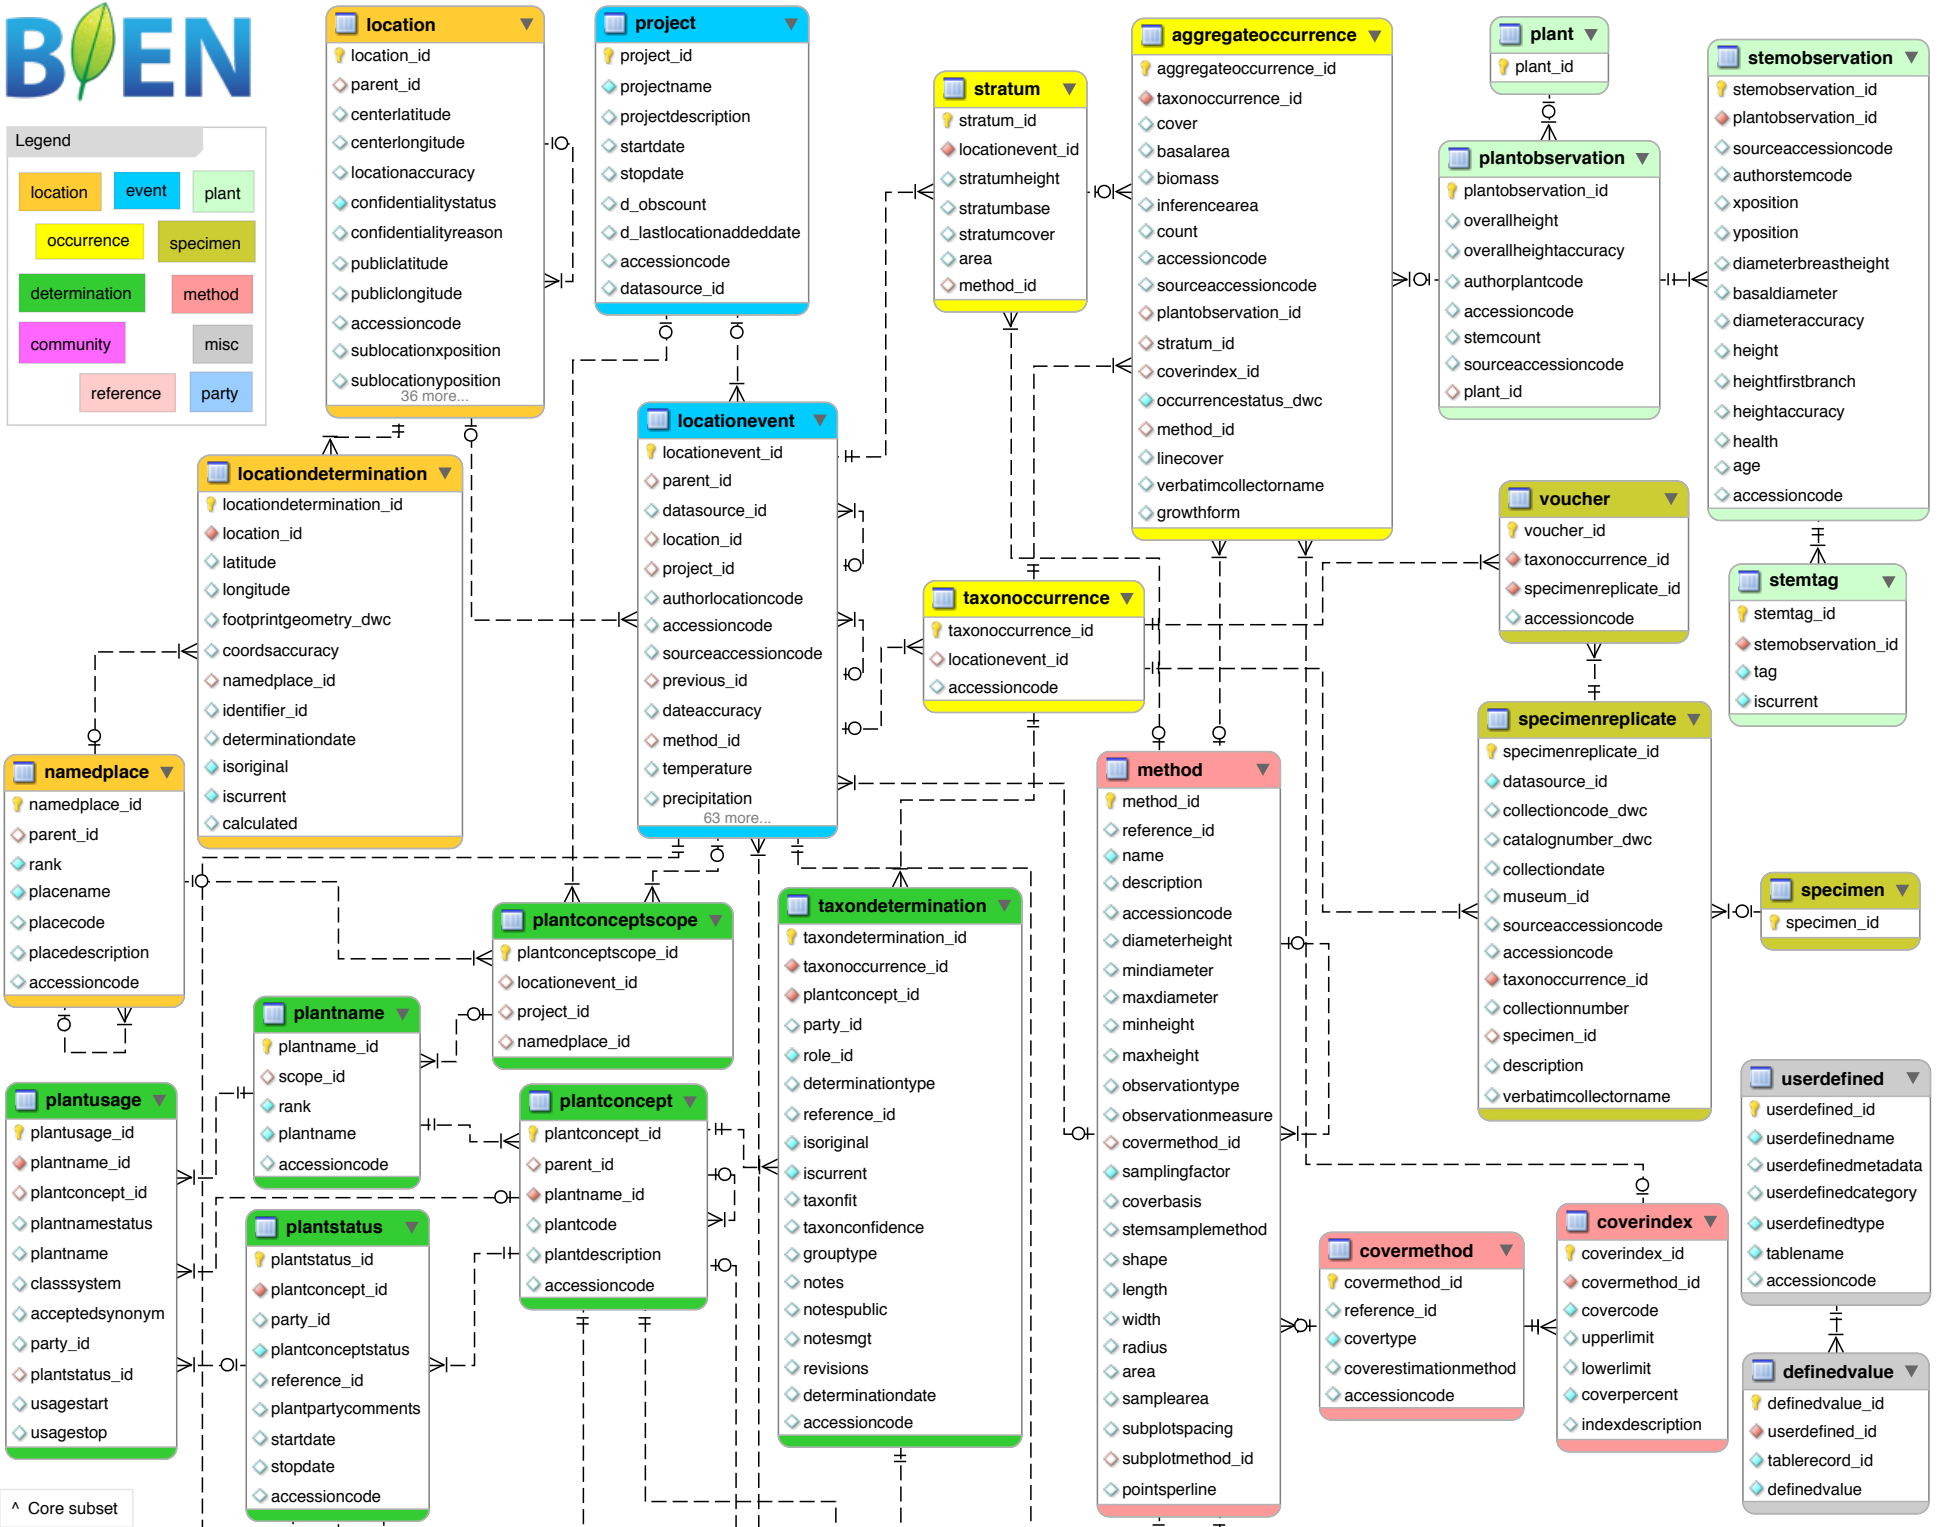 BIEN
Legend
location
event
plant
occurrence
specimen
determination
method
community
misc
reference
party
location
location_id
parent_id
centerlatitude
centerlongitude
locationaccuracy
confidentialitystatus
confidentialityreason
publiclatitude
publiclongitude
accessioncode
sublocationxposition
sublocationyposition
36 more...
project
project_id
projectname
projectdescription
startdate
stopdate
d_obscount
d_lastlocationaddeddate
accessioncode
datasource_id
stratum
stratum_id
locationevent_id
stratumheight
stratumbase
stratumcover
area
method_id
aggregateoccurrence
aggregateoccurrence_id
taxonoccurrence_id
cover
basalarea
biomass
inferencearea
count
accessioncode
sourceaccessioncode
plantobservation_id
stratum_id
coverindex_id
occurrencestatus_dwc
method_id
linecover
verbatimcollectorname
growthform
plant
plant_id
plantobservation
plantobservation_id
overallheight
overallheightaccuracy
authorplantcode
accessioncode
stemcount
sourceaccessioncode
plant_id
stemobservation
stemobservation_id
plantobservation_id
sourceaccessioncode
authorstemcode
xposition
yposition
diameterbreastheight
basaldiameter
diameteraccuracy
height
heightfirstbranch
heightaccuracy
health
age
accessioncode
locationdetermination
locationdetermination_id
location_id
latitude
longitude
footprintgeometry_dwc
coordsaccuracy
namedplace_id
identifier_id
determinationdate
isoriginal
iscurrent
calculated
locationevent
locationevent_id
parent_id
datasource_id
location_id
project_id
authorlocationcode
accessioncode
sourceaccessioncode
previous_id
dateaccuracy
method_id
temperature
precipitation
63 more...
taxonoccurrence
taxonoccurrence_id
locationevent_id
accessioncode
voucher
voucher_id
taxonoccurrence_id
specimenreplicate_id
accessioncode
stemtag
stemtag_id
stemobservation_id
tag
iscurrent
namedplace
namedplace_id
parent_id
rank
placename
placecode
placedescription
accessioncode
method
method_id
reference_id
name
description
accessioncode
diameterheight
mindiameter
maxdiameter
minheight
maxheight
observationtype
observationmeasure
covermethod_id
samplingfactor
coverbasis
stemsamplemethod
shape
length
width
radius
area
samplearea
subplotspacing
subplotmethod_id
pointsperline
specimenreplicate
specimenreplicate_id
datasource_id
collectioncode_dwc
catalognumber_dwc
collectiondate
museum_id
sourceaccessioncode
accessioncode
taxonoccurrence_id
collectionnumber
specimen_id
description
verbatimcollectorname
specimen
specimen_id
plantconceptscope
plantconceptscope_id
locationevent_id
project_id
namedplace_id
taxondetermination
taxondetermination_id
taxonoccurrence_id
plantconcept_id
party_id
role_id
determinationtype
reference_id
isoriginal
iscurrent
taxonfit
taxonconfidence
grouptype
notes
notespublic
notesmgt
revisions
determinationdate
accessioncode
plantname
plantname_id
scope_id
rank
plantname
accessioncode
plantusage
plantusage_id
plantname_id
plantconcept_id
plantnamestatus
plantname
classsystem
acceptedsynonym
party_id
plantstatus_id
usagestart
usagestop
plantconcept
plantconcept_id
parent_id
plantname_id
plantcode
plantdescription
accessioncode
plantstatus
plantstatus_id
plantconcept_id
party_id
plantconceptstatus
reference_id
plantpartycomments
startdate
stopdate
accessioncode
userdefined
userdefined_id
userdefinedname
userdefinedmetadata
userdefinedcategory
userdefinedtype
tablename
accessioncode
covermethod
covermethod_id
reference_id
covertype
coverestimationmethod
accessioncode
coverindex
coverindex_id
covermethod_id
covercode
upperlimit
lowerlimit
coverpercent
indexdescription
definedvalue
definedvalue_id
userdefined_id
tablerecord_id
definedvalue
^ Core subset